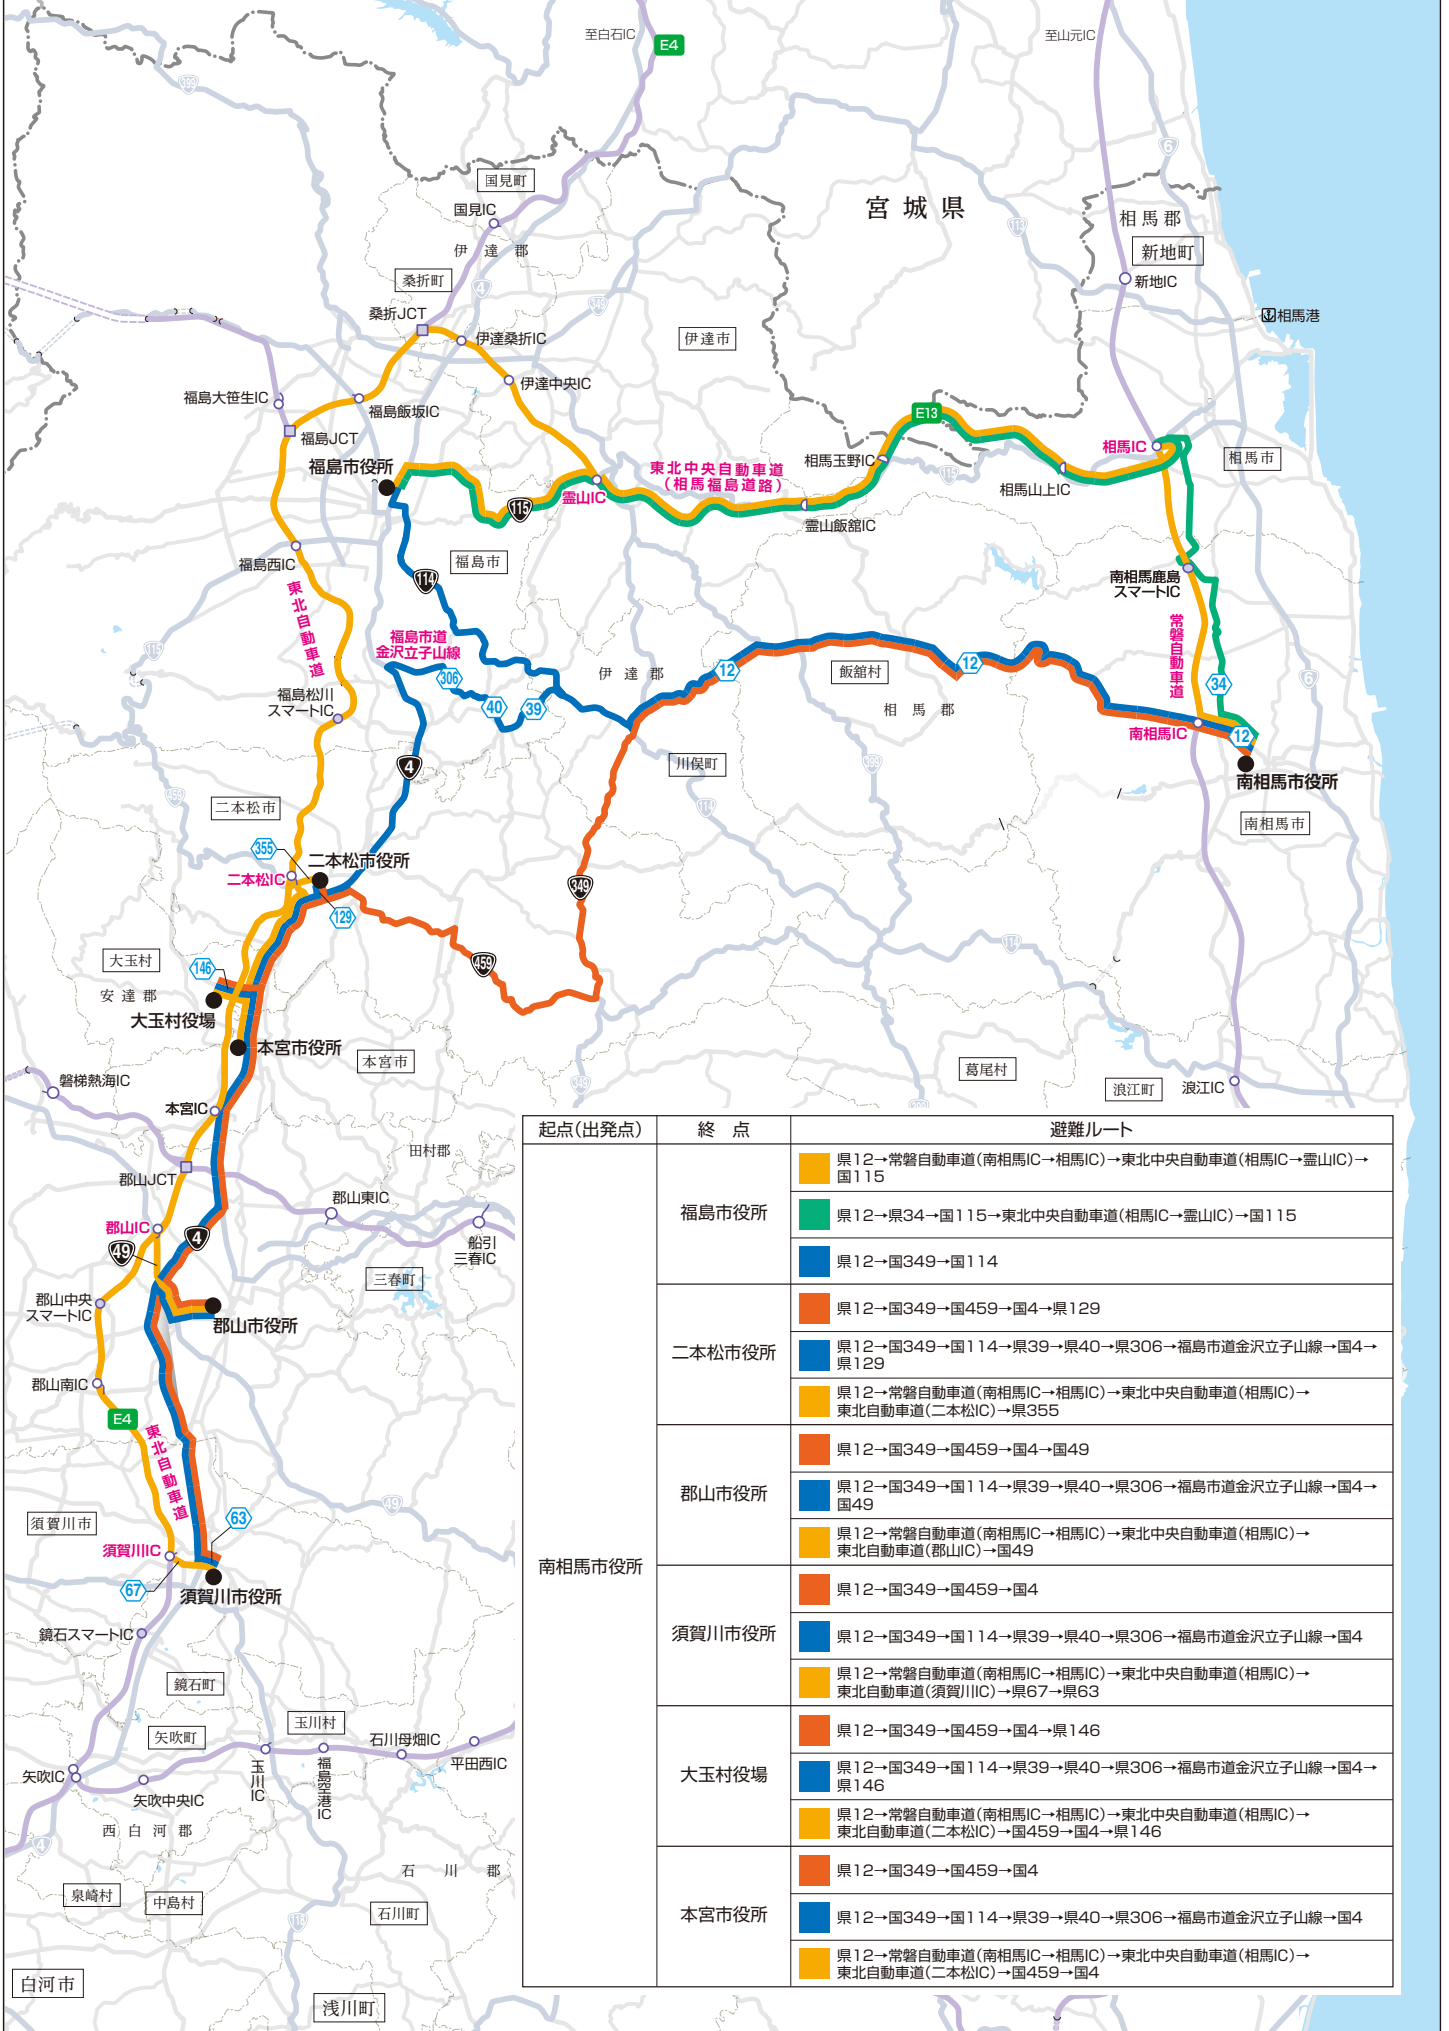 至白石IC
E4
至山元IC
399
6
国見町
国見IC
伊達郡
宮城県
相馬郡
新地町
113
新地IC
桑折町
4
349
桑折JCT
伊達桑折IC
伊達市
相馬港
伊達中央IC
福島大笹生IC
福島飯坂IC
福島JCT
E13
相馬IC
相馬市
福島市役所
東北中央自動車道
(相馬福島道路)
相馬玉野IC
115
相馬山上IC
霊山IC
115
霊山飯舘IC
福島西IC
福島市
114
南相馬鹿島
スマートIC
東北自動車道
常磐自動車道
福島市道
金沢立子山線
115
306
伊達郡
12
飯舘村
12
34
6
福島松川
スマートIC
40
39
相馬郡
南相馬IC
12
4
川俣町
399
南相馬市役所
459
二本松市
114
南相馬市
355
二本松市役所
二本松IC
349
129
大玉村
146
459
114
安達郡
大玉村役場
本宮市役所
本宮市
葛尾村
磐梯熱海IC
349
浪江町
浪江IC
本宮IC
399
田村郡
郡山JCT
郡山東IC
郡山IC
4
49
船引
三春IC
三春町
郡山中央
スマートIC
郡山市役所
郡山南IC
E4
東北自動車道
49
須賀川市
63
須賀川IC
67
須賀川市役所
鏡石スマートIC
鏡石町
玉川村
矢吹町
石川母畑IC
平田西IC
矢吹IC
玉川IC
福島空港IC
矢吹中央IC
西白河郡
4
石川郡
泉崎村
中島村
石川町
118
白河市
浅川町
起点(出発点)
終点
避難ルート
南相馬市役所
福島市役所
県12→常磐自動車道(南相馬IC→相馬IC)→東北中央自動車道(相馬IC→霊山IC)→
国115
県12→県34→国115→東北中央自動車道(相馬IC→霊山IC)→国115
県12→国349→国114
二本松市役所
県12→国349→国459→国4→県129
県12→国349→国114→県39→県40→県306→福島市道金沢立子山線→国4→
県129
県12→常磐自動車道(南相馬IC→相馬IC)→東北中央自動車道(相馬IC)→
東北自動車道(二本松IC)→県355
郡山市役所
県12→国349→国459→国4→国49
県12→国349→国114→県39→県40→県306→福島市道金沢立子山線→国4→
国49
県12→常磐自動車道(南相馬IC→相馬IC)→東北中央自動車道(相馬IC)→
東北自動車道(郡山IC)→国49
須賀川市役所
県12→国349→国459→国4
県12→国349→国114→県39→県40→県306→福島市道金沢立子山線→国4
県12→常磐自動車道(南相馬IC→相馬IC)→東北中央自動車道(相馬IC)→
東北自動車道(須賀川IC)→県67→県63
大玉村役場
県12→国349→国459→国4→県146
県12→国349→国114→県39→県40→県306→福島市道金沢立子山線→国4→
県146
県12→常磐自動車道(南相馬IC→相馬IC)→東北中央自動車道(相馬IC)→
東北自動車道(二本松IC)→国459→国4→県146
本宮市役所
県12→国349→国459→国4
県12→国349→国114→県39→県40→県306→福島市道金沢立子山線→国4
県12→常磐自動車道(南相馬IC→相馬IC)→東北中央自動車道(相馬IC)→
東北自動車道(二本松IC)→国459→国4